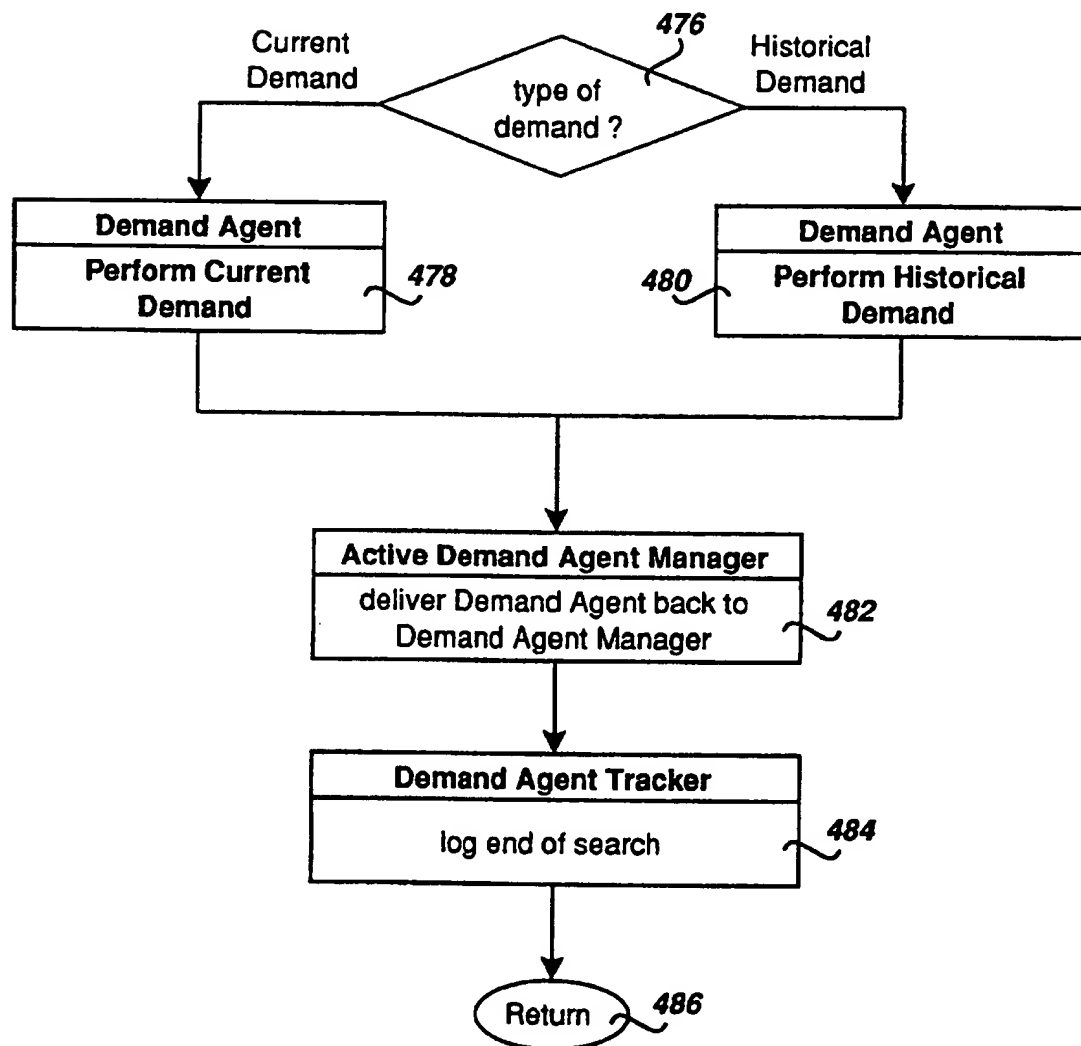 476
Current
Demand
Historical
Demand
type of
demand ?
Demand Agent
Perform Current
Demand
478
Demand Agent
480
Perform Historical
Demand
Active Demand Agent Manager
deliver Demand Agent back to
Demand Agent Manager
482
Demand Agent Tracker
log end of search
484
Return
486